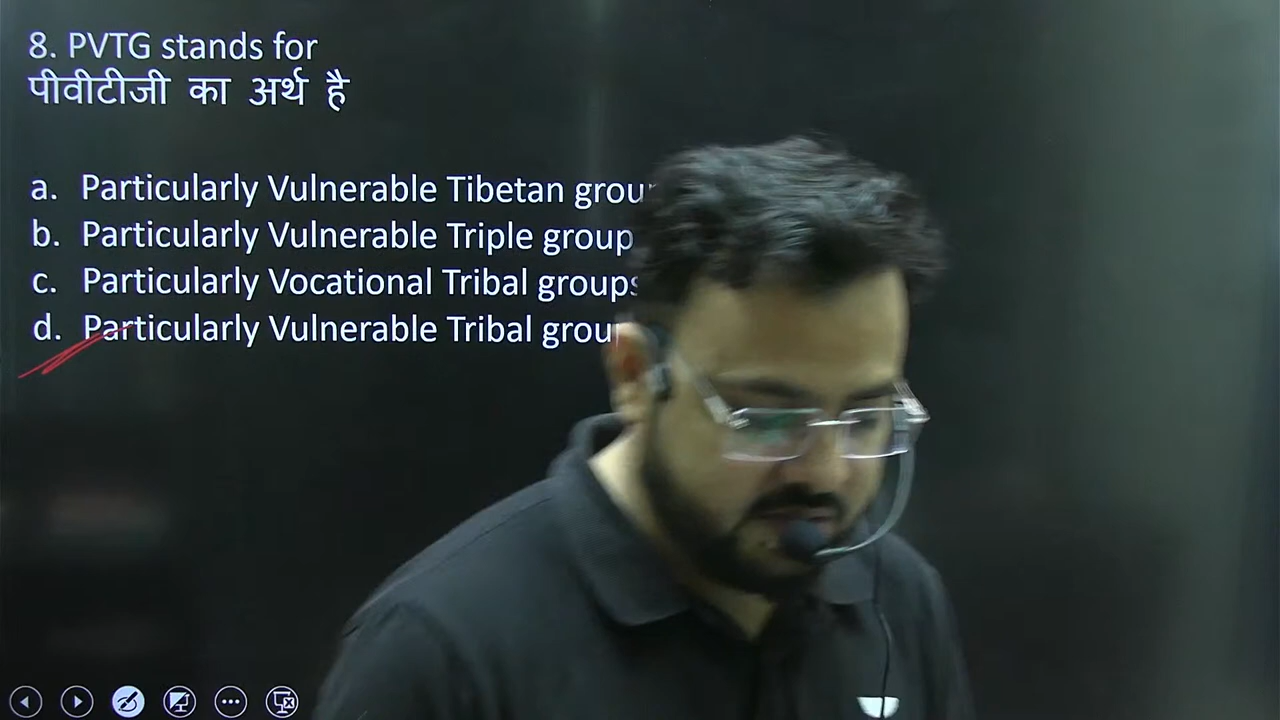 8. PVTG stands for
पीवीटीजी का अर्थ है
a. Particularly Vulnerable Tibetan
b. Particularly Vulnerable Triple group
c. Particularly Vocational Tribal groups
d. Particularly Vulnerable Tribal